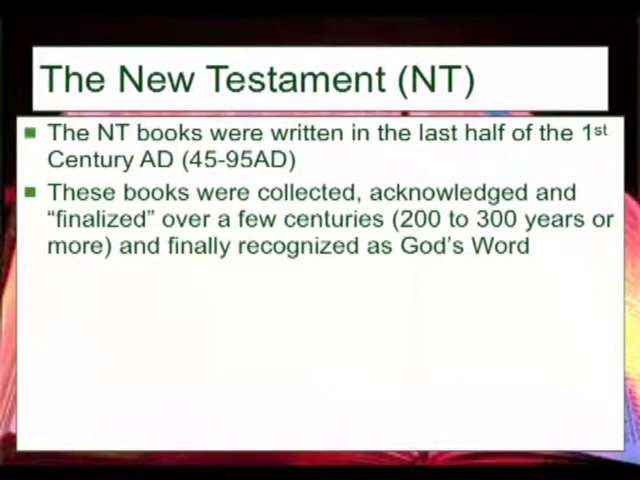 The New Testament (NT)
The NT books were written in the last half of the 1st
Century AD (45-95AD)
These books were collected, acknowledged and
“finalized” over a few centuries (200 to 300 years or
more) and finally recognized as God’s Word